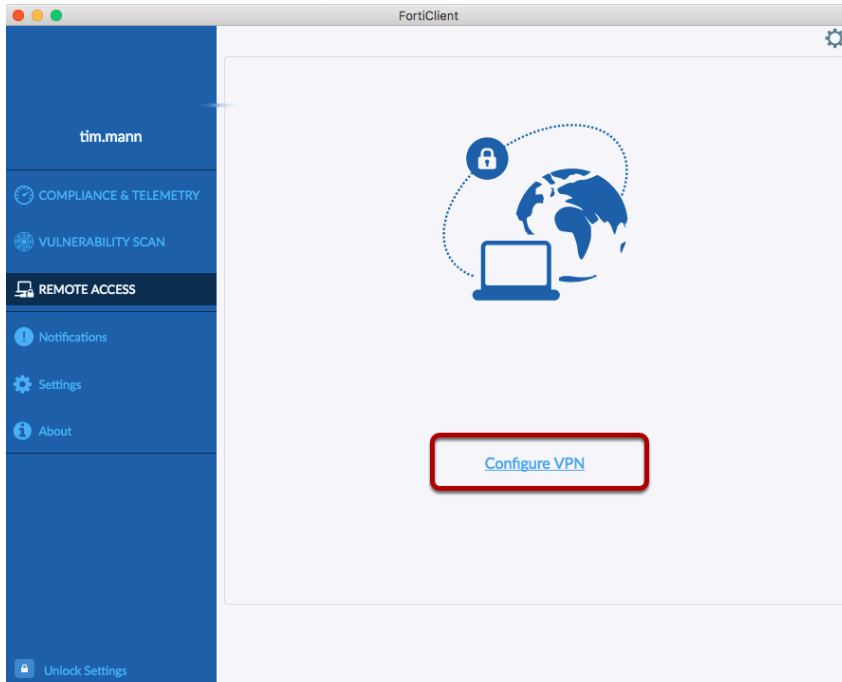 FortiClient
tim.mann
COMPLIANCE & TELEMETRY
VULNERABILITY SCAN
REMOTE ACCESS
Notifications
Settings
About
Configure VPN
Unlock Settings